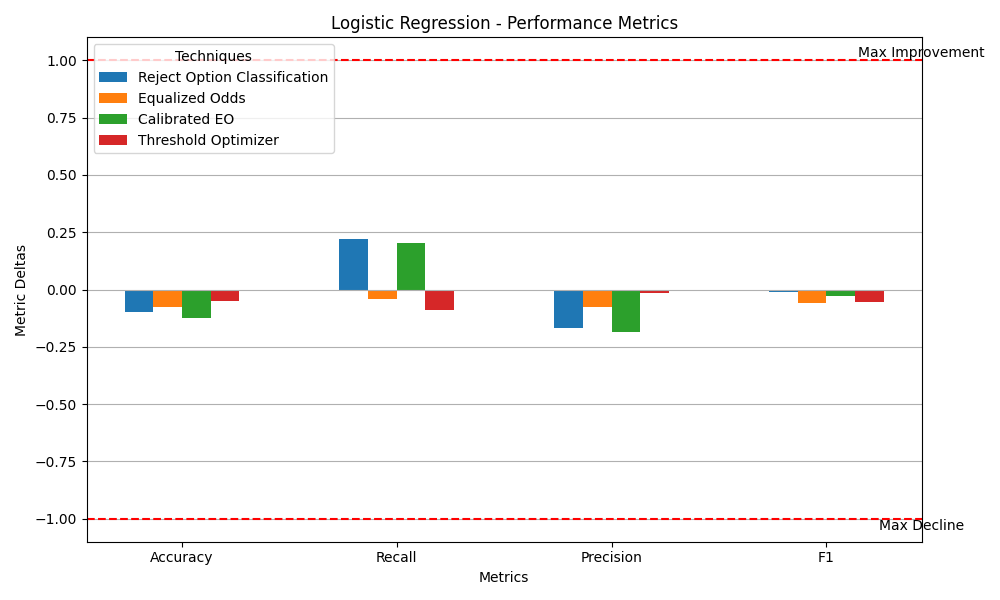 Logistic Regression - Performance Metrics
Max Improvement
Techniques
Reject Option Classification
Equalized Odds
Calibrated EO
Threshold Optimizer
1.00
0.75
0.50
0.25
0.00
−0.25
−0.50
−0.75
−1.00
Metric Deltas
Max Decline
Accuracy
Recall
Precision
F1
Metrics